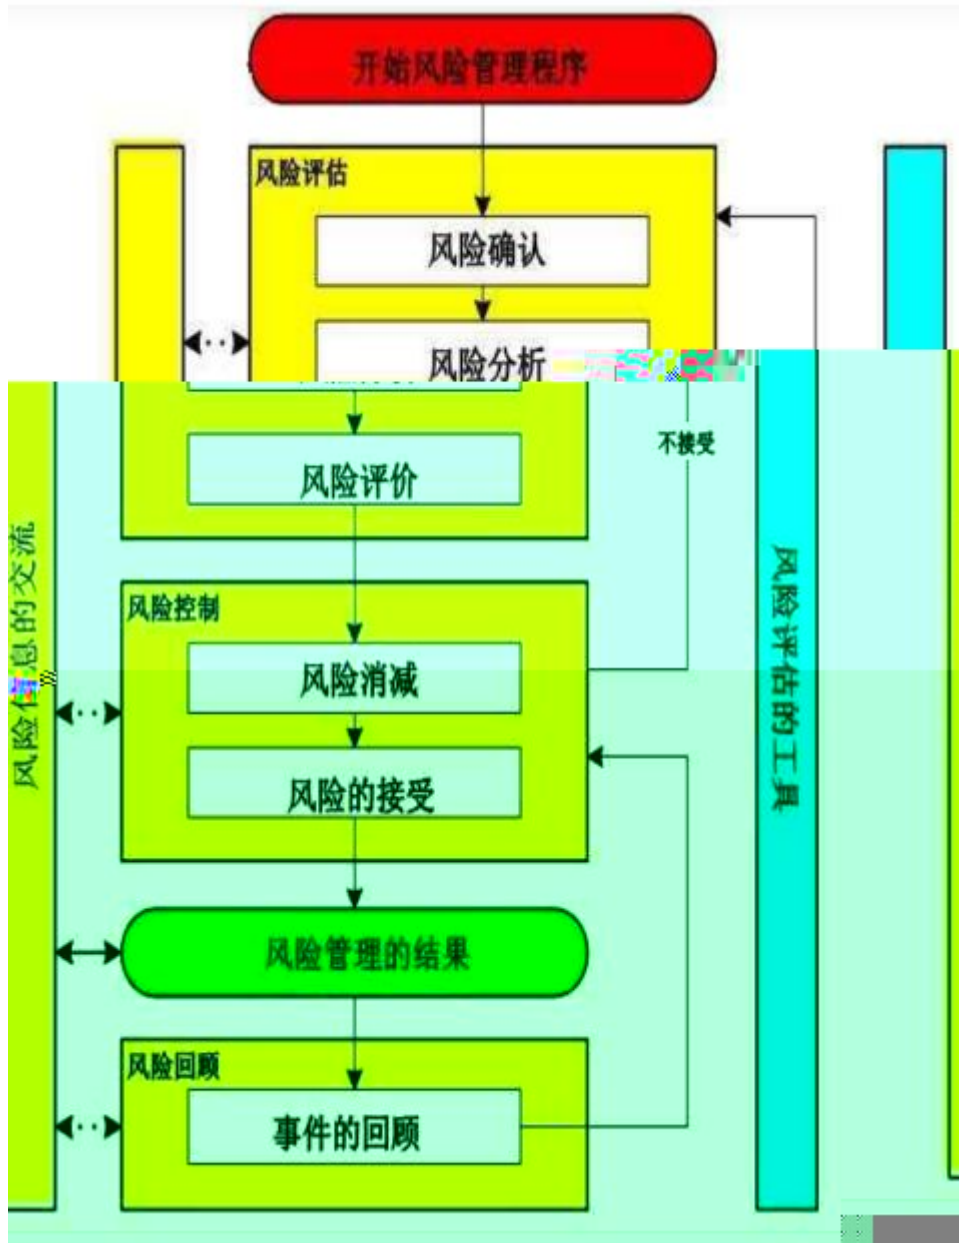 开始风险管理程序
风险评估
风险确认
风险分析
不接受
风险评价
风险信息的交流
风险评估的工具
风险控制
风险消减
风险的接受
风险管理的结果
风险回顾
事件的回顾